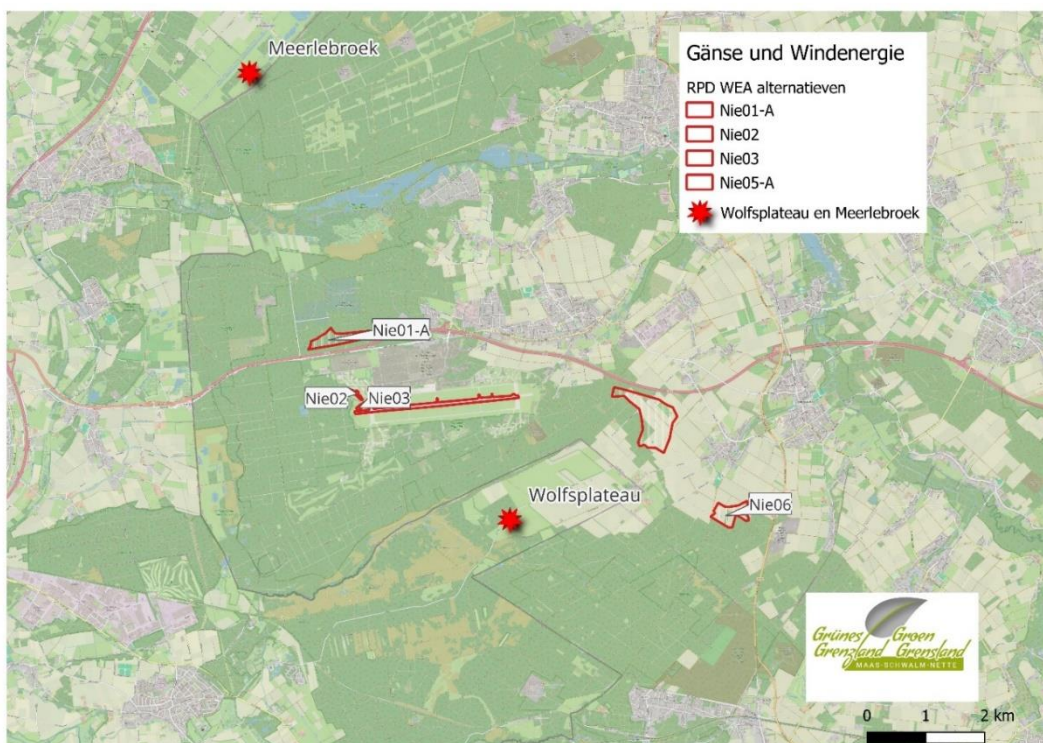 Meerlebroek
Gänse und Windenergie
RPD WEA alternatieven
Nie01-A
Nie02
Nie03
Nie05-A
Wolfsplateau en Meerlebroek
Nie01-A
Nie02
Nie03
Wolfsplateau
Nie06
Grünes Groen
Grenzland Grensland
MAAS-SCHWALM-NETTE
0 1 2 km